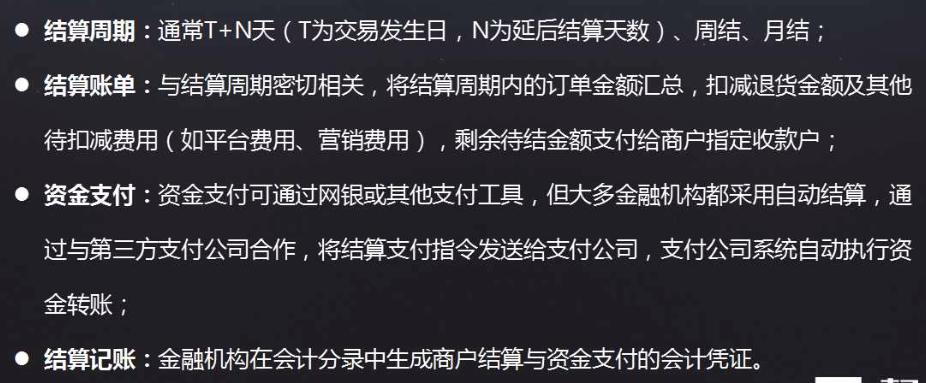 ● 结算周期：通常T+N天（T为交易发生日，N为延后结算天数）、周结、月结；
● 结算账单：与结算周期密切相关，将结算周期内的订单金额汇总，扣减退货金额及其他
待扣减费用（如平台费用、营销费用），剩余待结金额支付给商户指定收款户；
● 资金支付：资金支付可通过网银或其他支付工具，但大多金融机构都采用自动结算，通
过与第三方支付公司合作，将结算支付指令发送给支付公司，支付公司系统自动执行资
金转账；
● 结算记账：金融机构在会计分录中生成商户结算与资金支付的会计凭证。